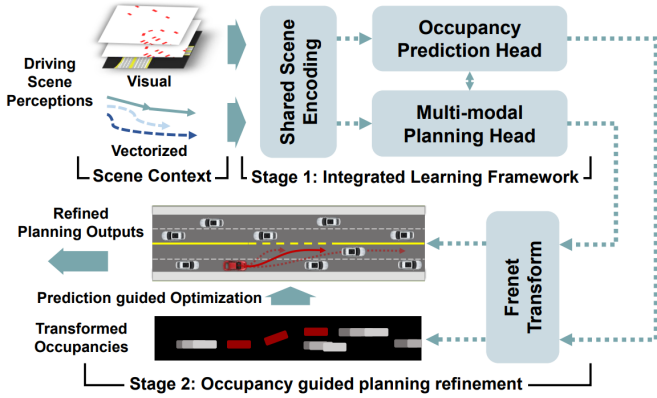 Driving
Scene
Perceptions
Visual
Vectorized
Scene Context
Shared Scene
Encoding
Occupancy
Prediction Head
Multi-modal
Planning Head
Stage 1: Integrated Learning Framework
Refined
Planning Outputs
Prediction guided Optimization
Transformed
Occupancies
Frenet
Transform
Stage 2: Occupancy guided planning refinement